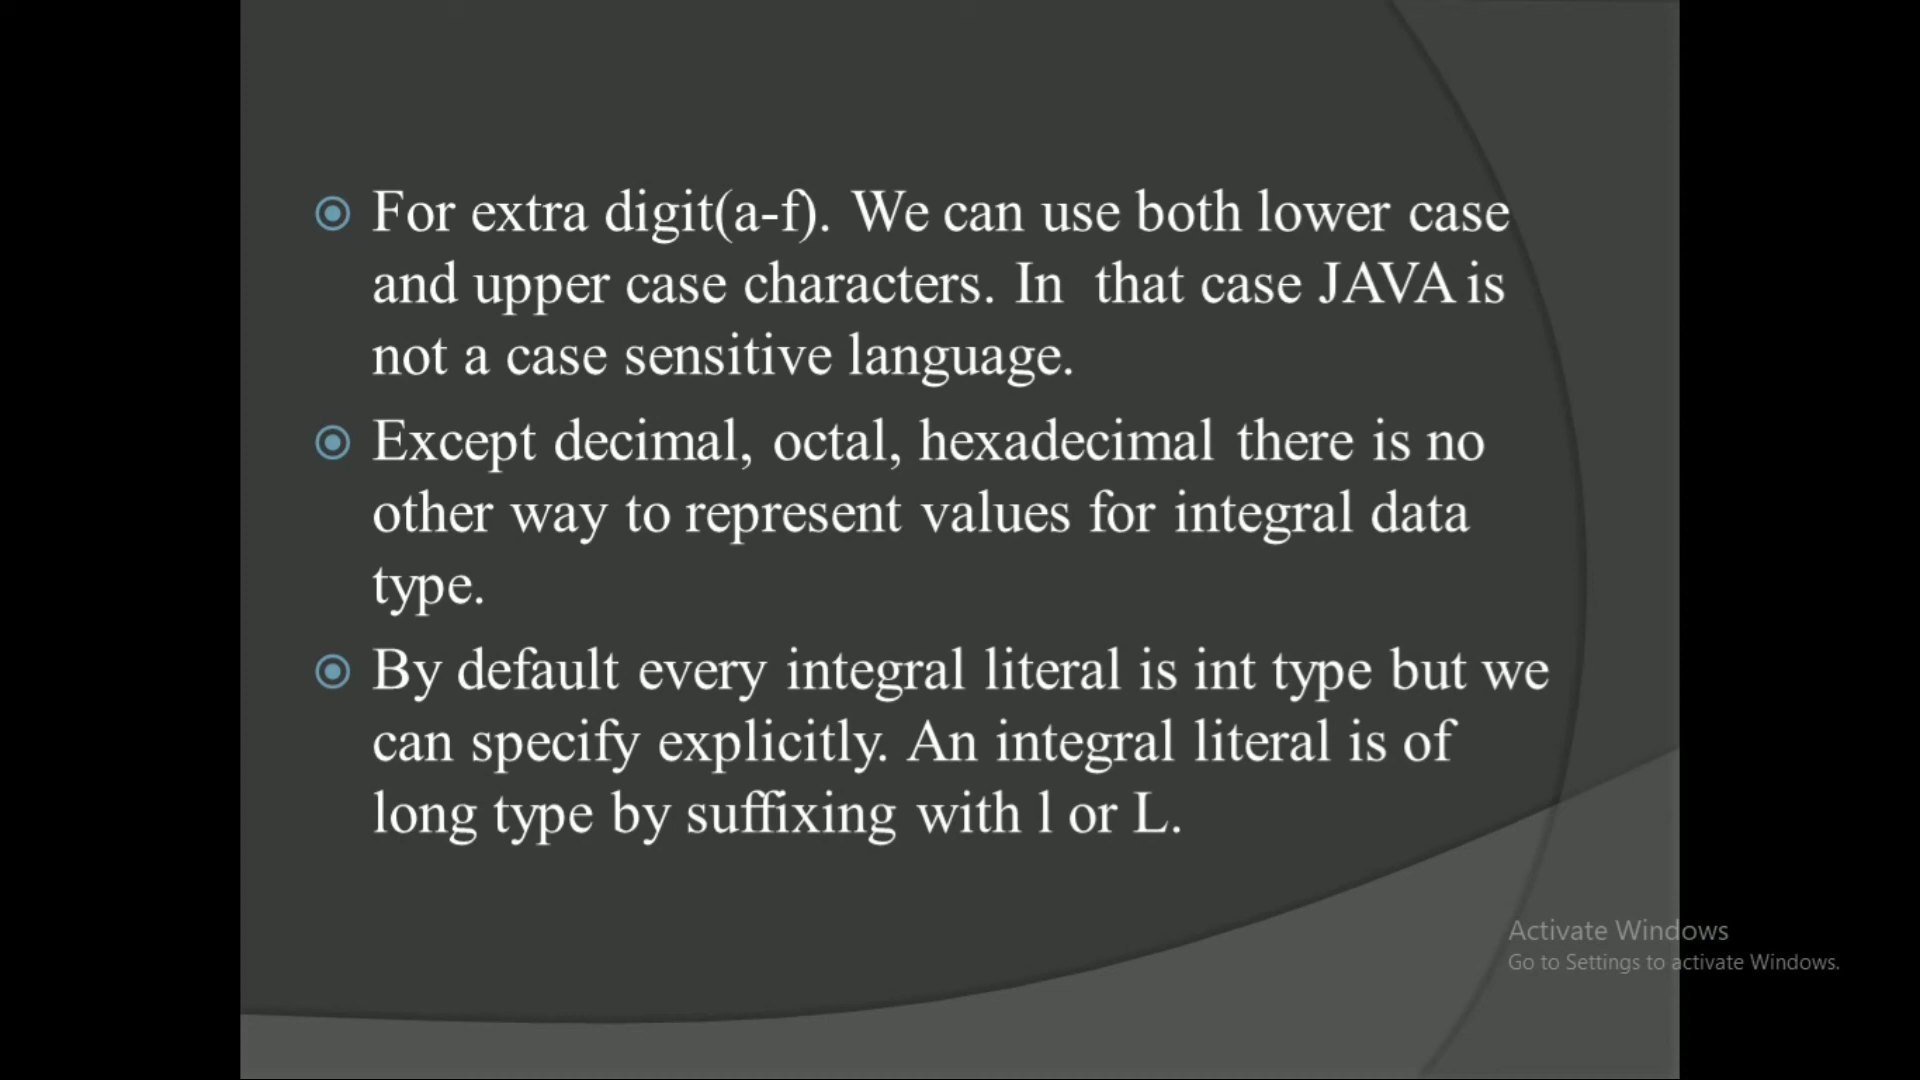 For extra digit(a-f). We can use both lower case
and upper case characters. In that case JAVA is
not a case sensitive language.
Except decimal, octal, hexadecimal there is no
other way to represent values for integral data
type.
By default every integral literal is int type but we
can specify explicitly. An integral literal is of
long type by suffixing with l or L.
Activate Windows
Go to Settings to activate Windows.